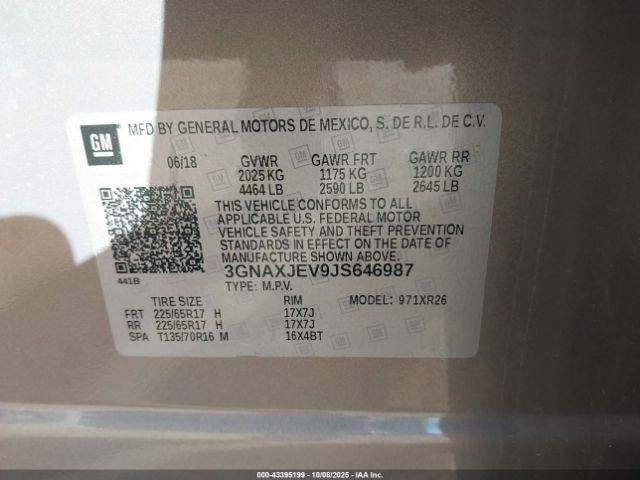 GM MFD BY GENERAL MOTORS DE MEXICO, S. DE R.L. DE C.V.
06/18 GVWR GAWR FRT GAWR RR
2025 KG 1175 KG 1200 KG
4464 LB 2590 LB 2645 LB
THIS VEHICLE CONFORMS TO ALL
APPLICABLE U.S. FEDERAL MOTOR
VEHICLE SAFETY AND THEFT PREVENTION
STANDARDS IN EFFECT ON THE DATE OF
MANUFACTURE SHOWN ABOVE.
441B
3GNAXJEV9JS646987
TYPE: M.P.V.
TIRE SIZE RIM MODEL: 971XR26
FRT 225/65R17 H 17X7J
RR 225/65R17 H 17X7J
SPA T135/70R16 M 16X4BT
000-43395199 - 10/08/2025 - IAA Inc.